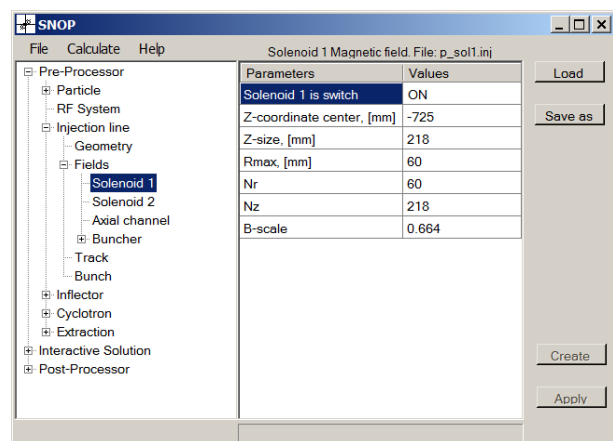 SNOP
File Calculate Help
Solenoid 1 Magnetic field. File: p_sol1.inj
Pre-Processor
Particle
RF System
Injection line
Geometry
Fields
Solenoid 1
Solenoid 2
Axial channel
Buncher
Track
Bunch
Inflector
Cyclotron
Extraction
Interactive Solution
Post-Processor
Parameters Values
Solenoid 1 is switch ON
Z-coordinate center, [mm] -725
Z-size, [mm] 218
Rmax, [mm] 60
Nr 60
Nz 218
B-scale 0.664
Load
Save as
Create
Apply